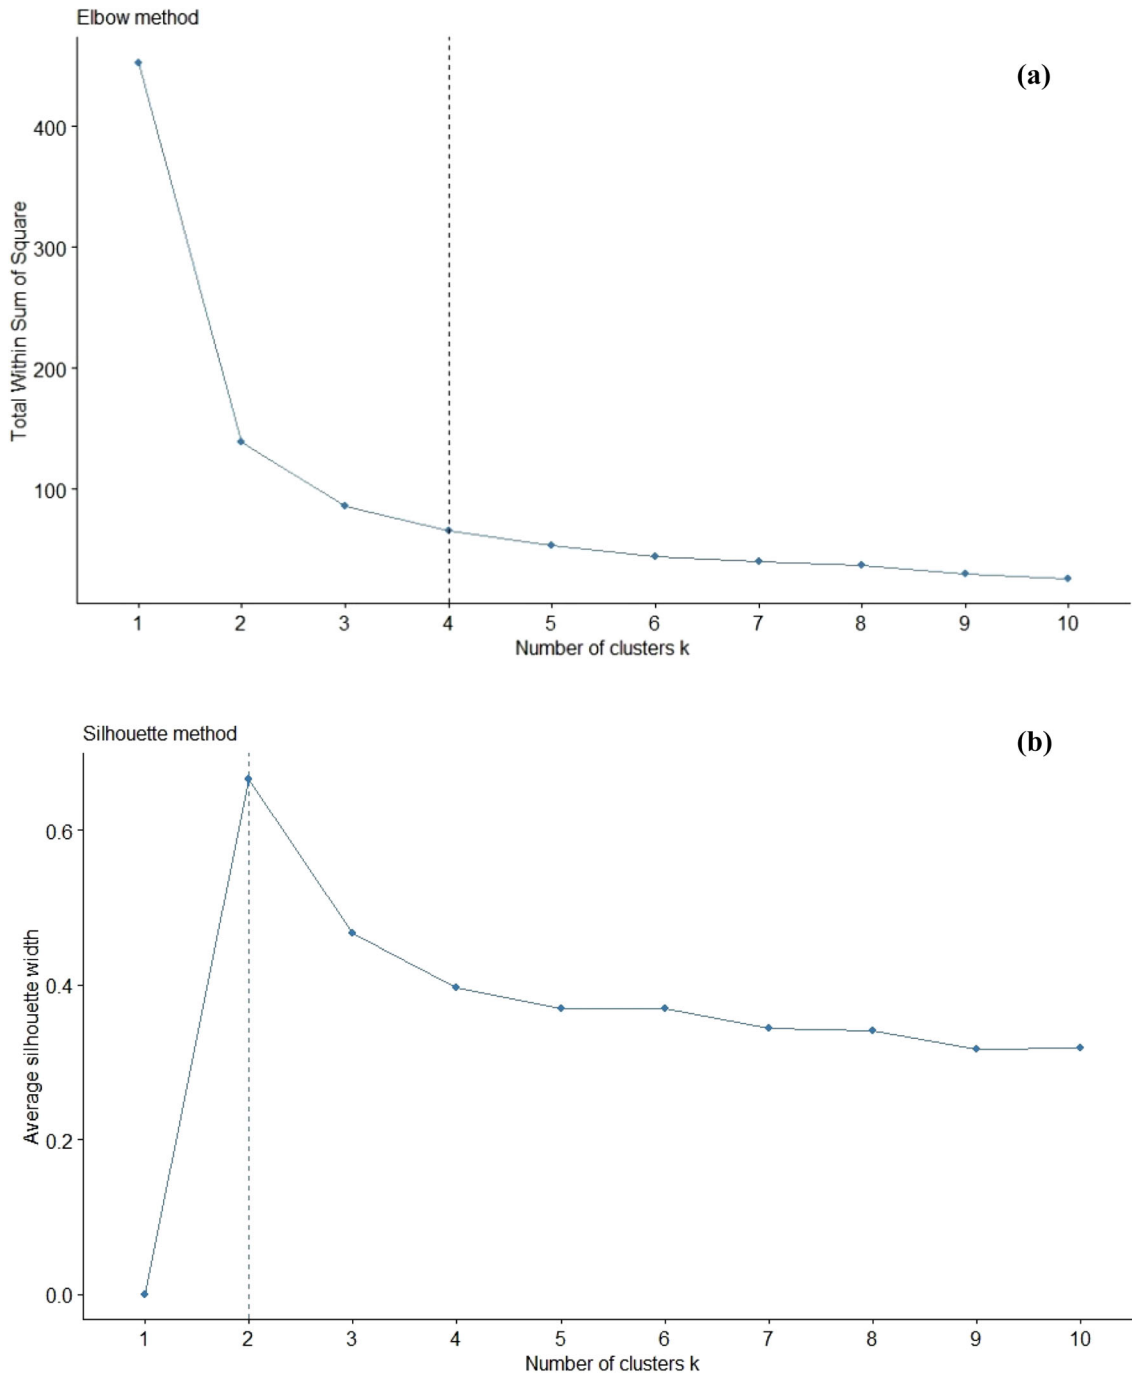 Elbow method
(a)
400
300
200
100
Total Within Sum of Square
1 2 3 4 5 6 7 8 9 10
Number of clusters k
Silhouette method
(b)
0.6
0.4
0.2
0.0
Average silhouette width
1 2 3 4 5 6 7 8 9 10
Number of clusters k